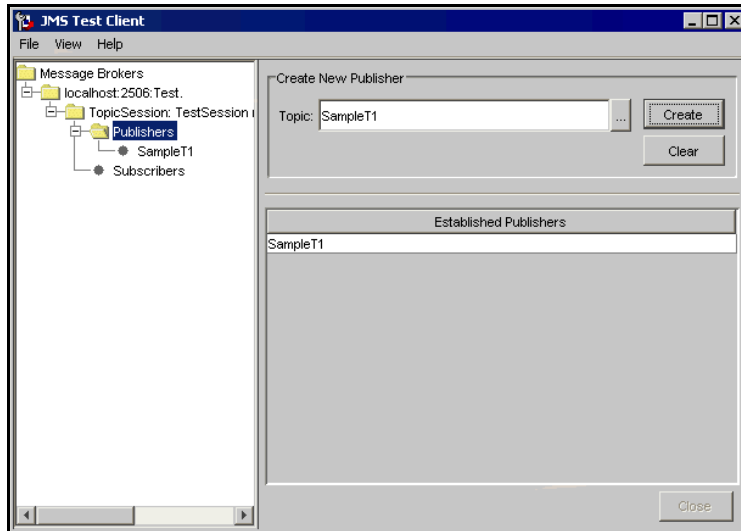 JMS Test Client
File View Help
Message Brokers
localhost:2506:Test.
TopicSession: TestSession
Publishers
SampleT1
Subscribers
Create New Publisher
Topic: SampleT1 ... Create
Clear
Established Publishers
SampleT1
Close